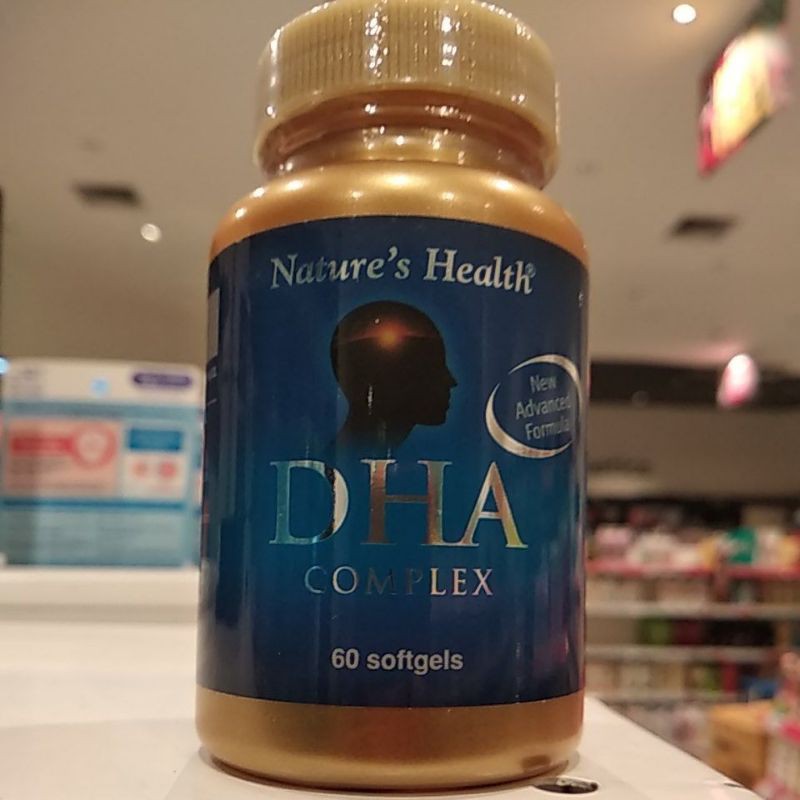 Nature's Health®
New
Advanced
Formula
DHA
COMPLEX
60 softgels